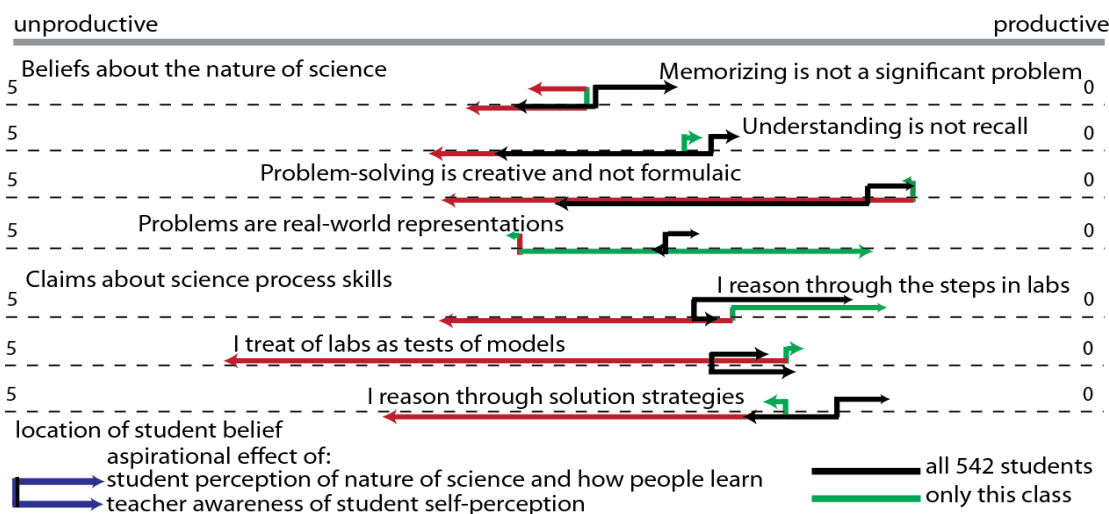 unproductive productive
Beliefs about the nature of science
Memorizing is not a significant problem
5 0
Understanding is not recall
5 0
Problem-solving is creative and not formulaic
5 0
Problems are real-world representations
5 0
Claims about science process skills
I reason through the steps in labs
5 0
I treat of labs as tests of models
5 0
I reason through solution strategies
5 0
location of student belief
aspirational effect of:
student perception of nature of science and how people learn
teacher awareness of student self-perception
all 542 students
only this class